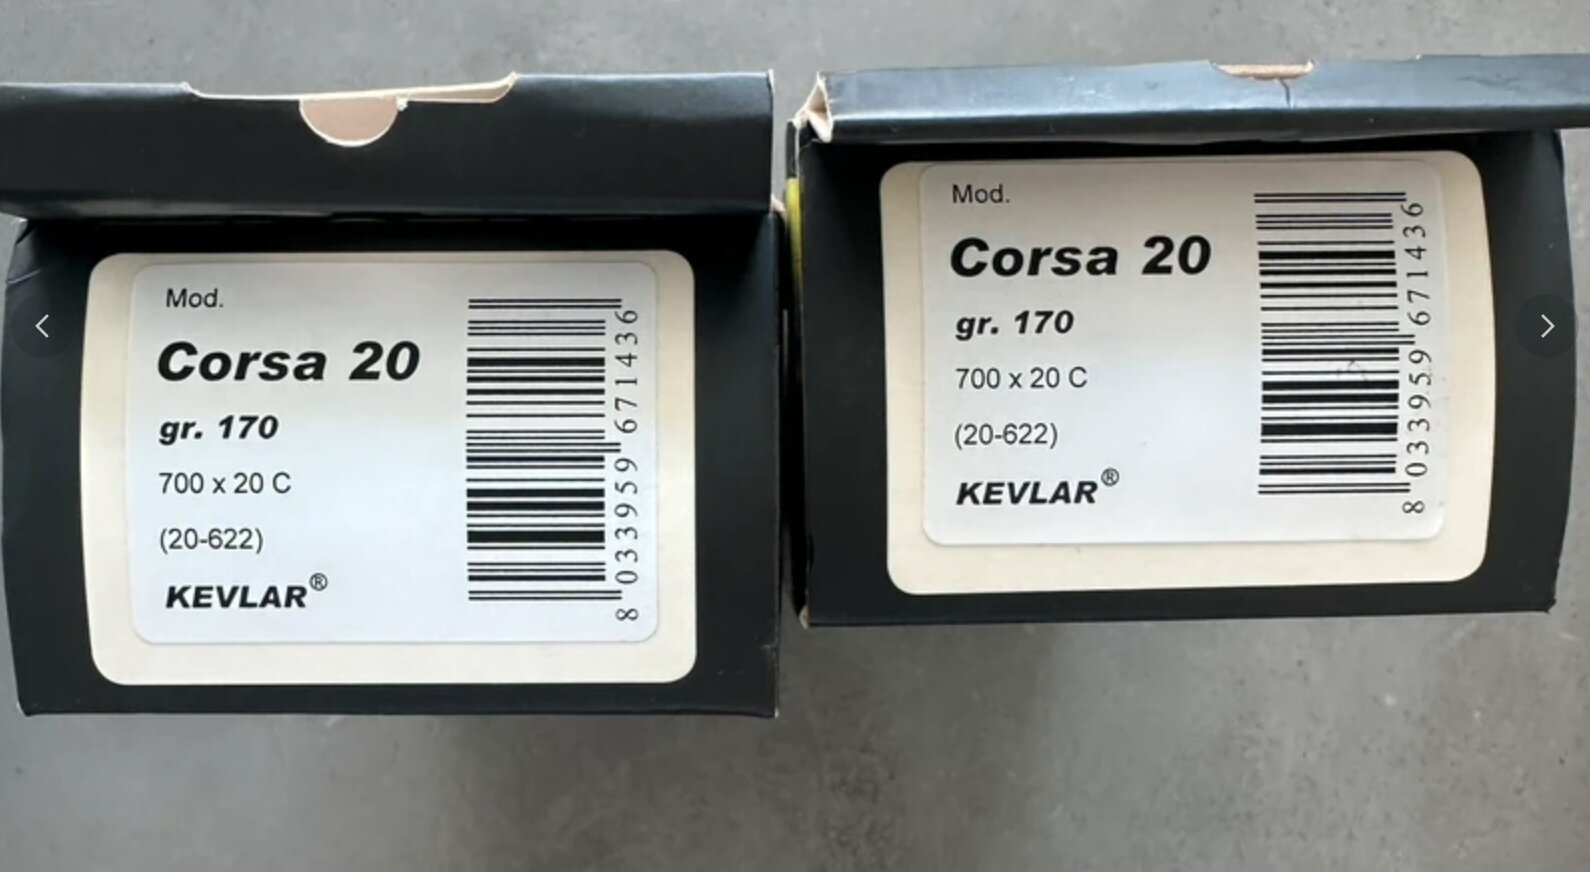 Mod.
Corsa 20
gr. 170
700 x 20 C
(20-622)
KEVLAR®
8 033959 671436
Mod.
Corsa 20
gr. 170
700 x 20 C
(20-622)
KEVLAR®
8 033959 671436